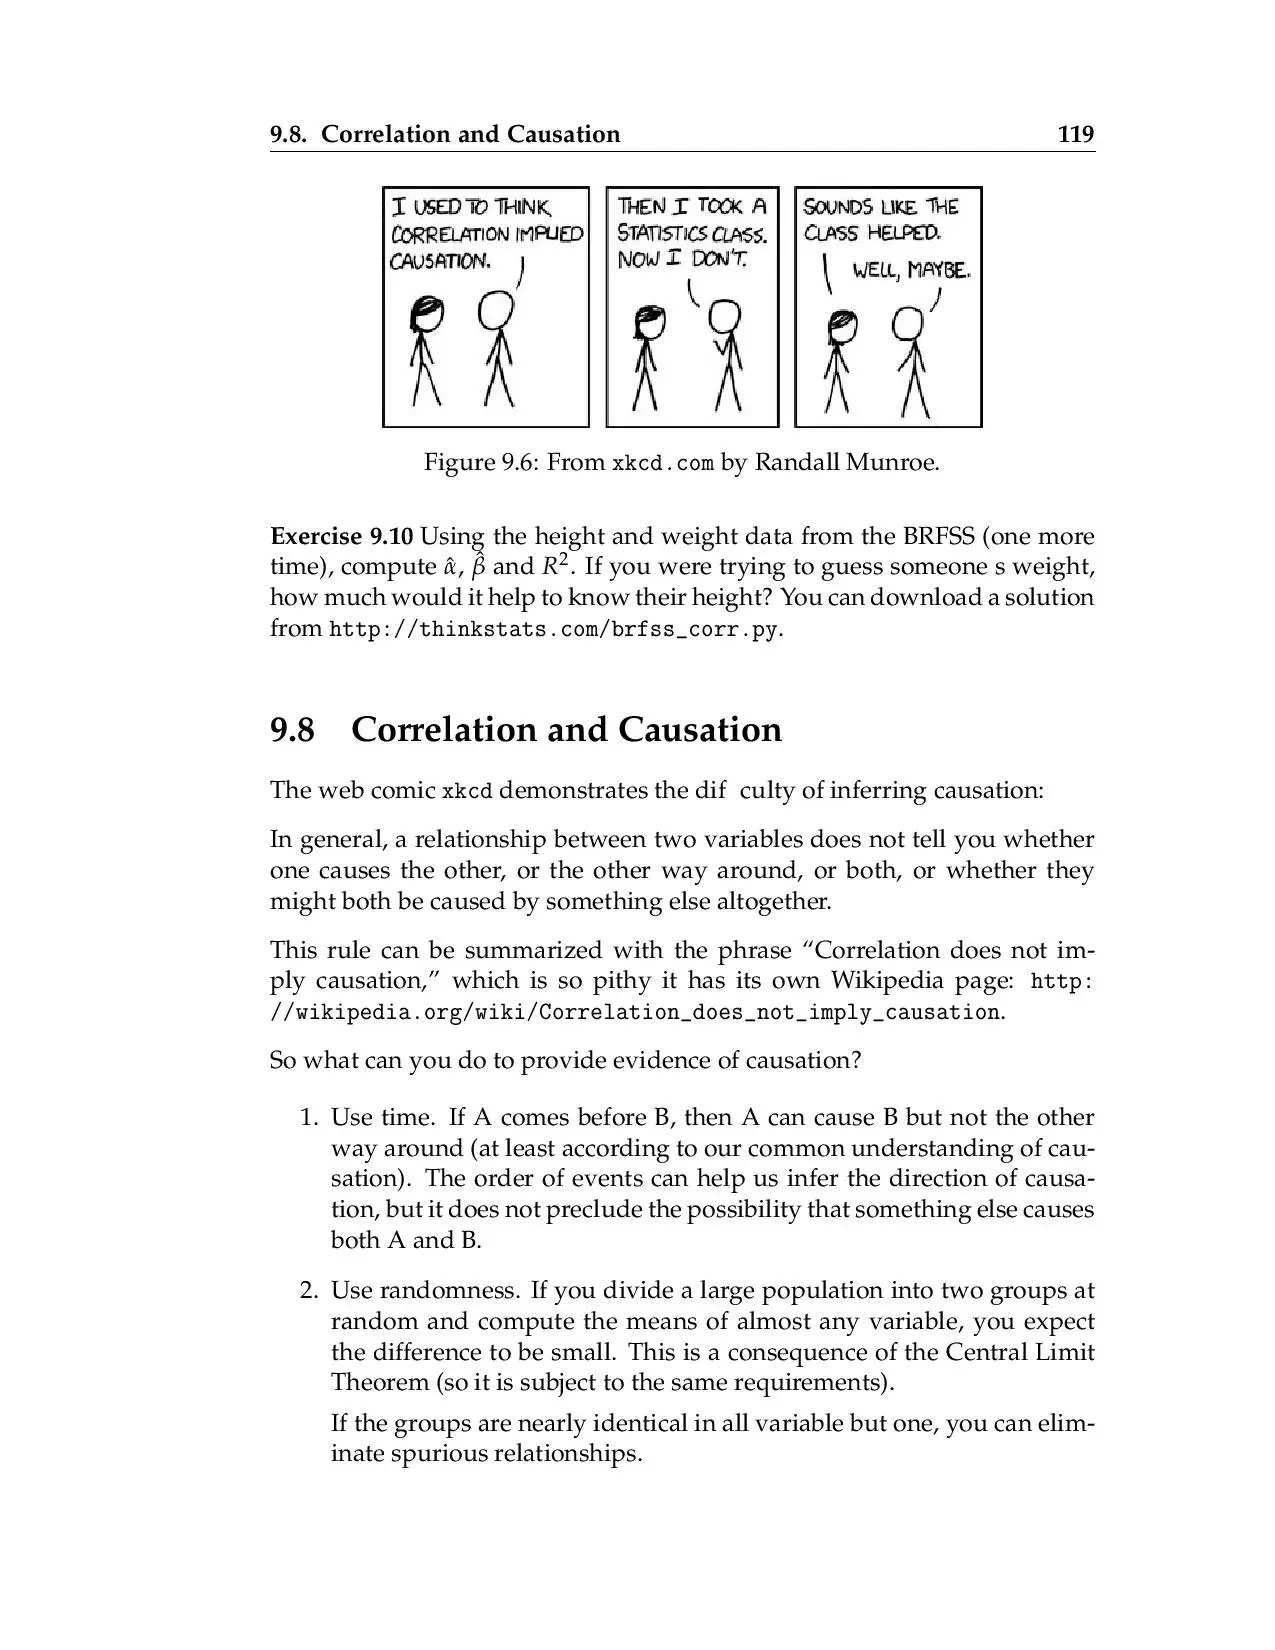 9.8. Correlation and Causation 119
I USED TO THINK
CORRELATION IMPLIED
CAUSATION.
THEN I TOOK A
STATISTICS CLASS.
NOW I DON'T.
SOUNDS LIKE THE
CLASS HELPED.
WELL, MAYBE.
Figure 9.6: From xkcd.com by Randall Munroe.
Exercise 9.10 Using the height and weight data from the BRFSS (one more
time), compute α̂, β̂ and R². If you were trying to guess someone s weight,
how much would it help to know their height? You can download a solution
from http://thinkstats.com/brfss_corr.py.
9.8 Correlation and Causation
The web comic xkcd demonstrates the dif culty of inferring causation:
In general, a relationship between two variables does not tell you whether
one causes the other, or the other way around, or both, or whether they
might both be caused by something else altogether.
This rule can be summarized with the phrase “Correlation does not im-
ply causation,” which is so pithy it has its own Wikipedia page: http:
//wikipedia.org/wiki/Correlation_does_not_imply_causation.
So what can you do to provide evidence of causation?
1. Use time. If A comes before B, then A can cause B but not the other
way around (at least according to our common understanding of cau-
sation). The order of events can help us infer the direction of causa-
tion, but it does not preclude the possibility that something else causes
both A and B.
2. Use randomness. If you divide a large population into two groups at
random and compute the means of almost any variable, you expect
the difference to be small. This is a consequence of the Central Limit
Theorem (so it is subject to the same requirements).
If the groups are nearly identical in all variable but one, you can elim-
inate spurious relationships.